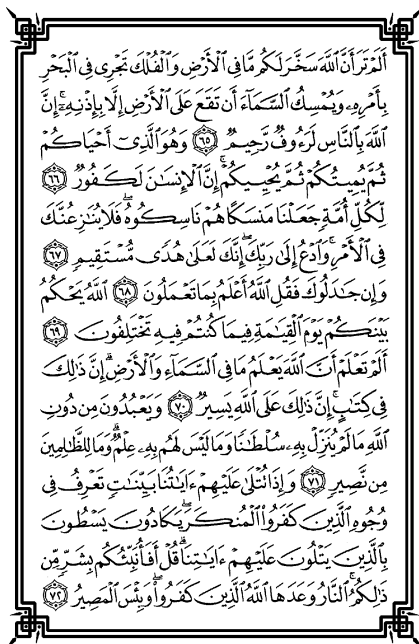 أَلَمْ تَرَ أَنَّ ٱللَّهَ سَخَّرَ لَكُم مَّا فِى ٱلْأَرْضِ وَٱلْفُلْكَ تَجْرِى فِى ٱلْبَحْرِ
بِأَمْرِهِۦ وَيُمْسِكُ ٱلسَّمَآءَ أَن تَقَعَ عَلَى ٱلْأَرْضِ إِلَّا بِإِذْنِهِۦٓ ۗ إِنَّ
ٱللَّهَ بِٱلنَّاسِ لَرَءُوفٌ رَّحِيمٌ ٦٥ وَهُوَ ٱلَّذِىٓ أَحْيَاكُمْ
ثُمَّ يُمِيتُكُمْ ثُمَّ يُحْيِيكُمْ ۗ إِنَّ ٱلْإِنسَـٰنَ لَكَفُورٌ ٦٦
لِّكُلِّ أُمَّةٍ جَعَلْنَا مَنسَكًا هُمْ نَاسِكُوهُ ۖ فَلَا يُنَـٰزِعُنَّكَ
فِى ٱلْأَمْرِ ۚ وَٱدْعُ إِلَىٰ رَبِّكَ ۖ إِنَّكَ لَعَلَىٰ هُدًى مُّسْتَقِيمٍ ٦٧
وَإِن جَـٰدَلُوكَ فَقُلِ ٱللَّهُ أَعْلَمُ بِمَا تَعْمَلُونَ ٦٨ ٱللَّهُ يَحْكُمُ
بَيْنَكُمْ يَوْمَ ٱلْقِيَـٰمَةِ فِيمَا كُنتُمْ فِيهِ تَخْتَلِفُونَ ٦٩
أَلَمْ تَعْلَمْ أَنَّ ٱللَّهَ يَعْلَمُ مَا فِى ٱلسَّمَآءِ وَٱلْأَرْضِ ۗ إِنَّ ذَٰلِكَ
فِى كِتَـٰبٍ ۚ إِنَّ ذَٰلِكَ عَلَى ٱللَّهِ يَسِيرٌ ٧٠ وَيَعْبُدُونَ مِن دُونِ
ٱللَّهِ مَا لَمْ يُنَزِّلْ بِهِۦ سُلْطَـٰنًا وَمَا لَيْسَ لَهُم بِهِۦ عِلْمٌ ۗ وَمَا لِلظَّـٰلِمِينَ
مِن نَّصِيرٍ ٧١ وَإِذَا تُتْلَىٰ عَلَيْهِمْ ءَايَـٰتُنَا بَيِّنَـٰتٍ تَعْرِفُ فِى
وُجُوهِ ٱلَّذِينَ كَفَرُوا۟ ٱلْمُنكَرَ ۖ يَكَادُونَ يَسْطُونَ
بِٱلَّذِينَ يَتْلُونَ عَلَيْهِمْ ءَايَـٰتِنَا ۗ قُلْ أَفَأُنَبِّئُكُم بِشَرٍّ مِّن
ذَٰلِكُمُ ۗ ٱلنَّارُ وَعَدَهَا ٱللَّهُ ٱلَّذِينَ كَفَرُوا۟ ۖ وَبِئْسَ ٱلْمَصِيرُ ٧٢